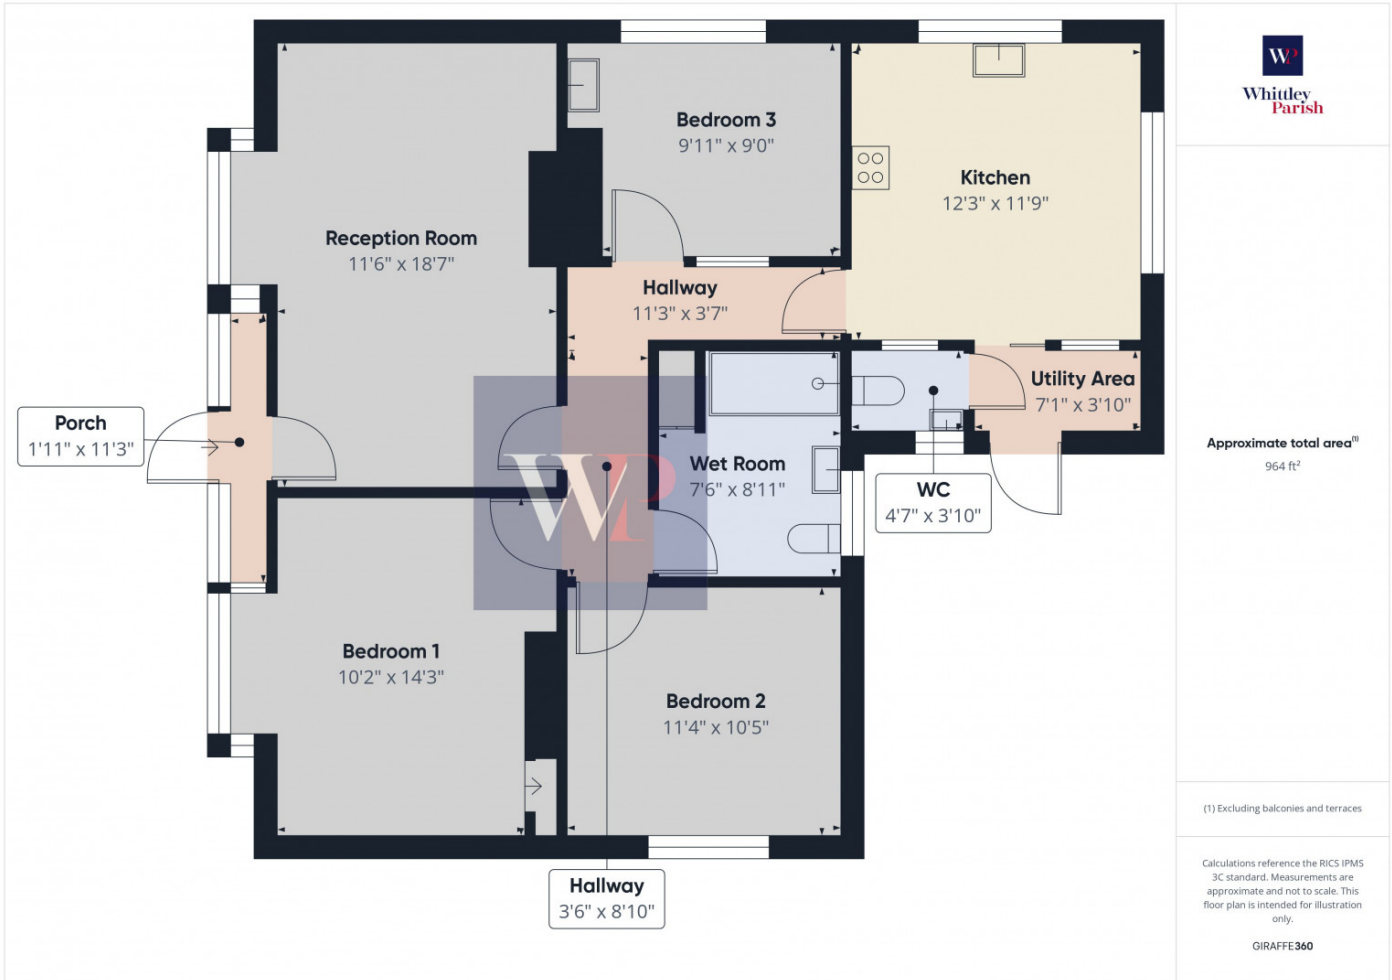 WP
Whittley
Parish
Bedroom 3
9'11" x 9'0"
Kitchen
12'3" x 11'9"
Reception Room
11'6" x 18'7"
Hallway
11'3" x 3'7"
Utility Area
7'1" x 3'10"
Porch
1'11" x 11'3"
Wet Room
7'6" x 8'11"
WC
4'7" x 3'10"
WP
Bedroom 1
10'2" x 14'3"
Bedroom 2
11'4" x 10'5"
Hallway
3'6" x 8'10"
Approximate total area⁽¹⁾
964 ft²
(1) Excluding balconies and terraces
Calculations reference the RICS IPMS
3C standard. Measurements are
approximate and not to scale. This
floor plan is intended for illustration
only.
GIRAFFE360